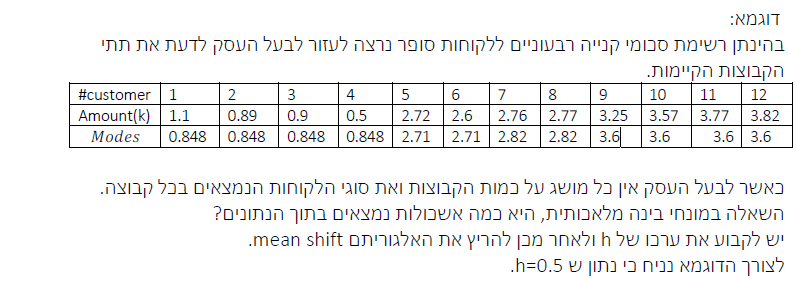 דוגמא:
בהינתן רשימת סכומי קנייה רבעוניים ללקוחות סופר נרצה לעזור לבעל העסק לדעת את תתי
הקבוצות הקיימות.
#customer 1 2 3 4 5 6 7 8 9 10 11 12
Amount(k) 1.1 0.89 0.9 0.5 2.72 2.6 2.76 2.77 3.25 3.57 3.77 3.82
Modes 0.848 0.848 0.848 0.848 2.71 2.71 2.82 2.82 3.6 3.6 3.6 3.6
כאשר לבעל העסק אין כל מושג על כמות הקבוצות ואת סוגי הלקוחות הנמצאים בכל קבוצה.
השאלה במונחי בינה מלאכותית, היא כמה אשכולות נמצאים בתוך הנתונים?
יש לקבוע את ערכו של h ולאחר מכן להריץ את האלגוריתם mean shift.
לצורך הדוגמא נניח כי נתון ש h=0.5.